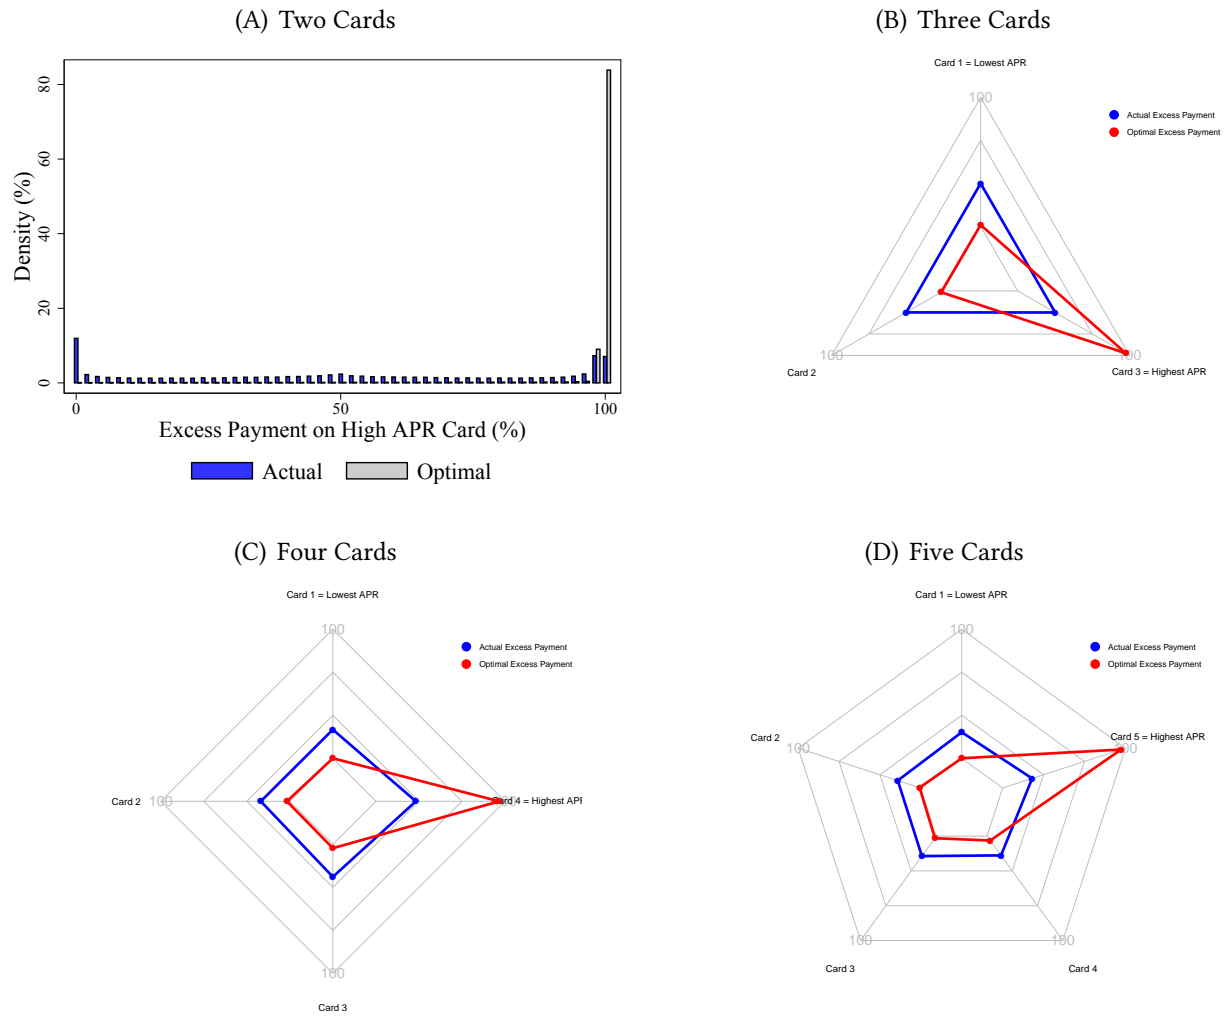 (A) Two Cards
80
60
40
20
0
Density (%)
0 50 100
Excess Payment on High APR Card (%)
Actual Optimal
(B) Three Cards
Card 1 = Lowest APR
100
Actual Excess Payment
Optimal Excess Payment
100
100
Card 2
Card 3 = Highest APR
(C) Four Cards
Card 1 = Lowest APR
100
Actual Excess Payment
Optimal Excess Payment
Card 2
100
Card 4 = Highest APR
100
Card 3
(D) Five Cards
Card 1 = Lowest APR
100
Actual Excess Payment
Optimal Excess Payment
Card 2
100
Card 5 = Highest APR
100
100
100
Card 3
Card 4